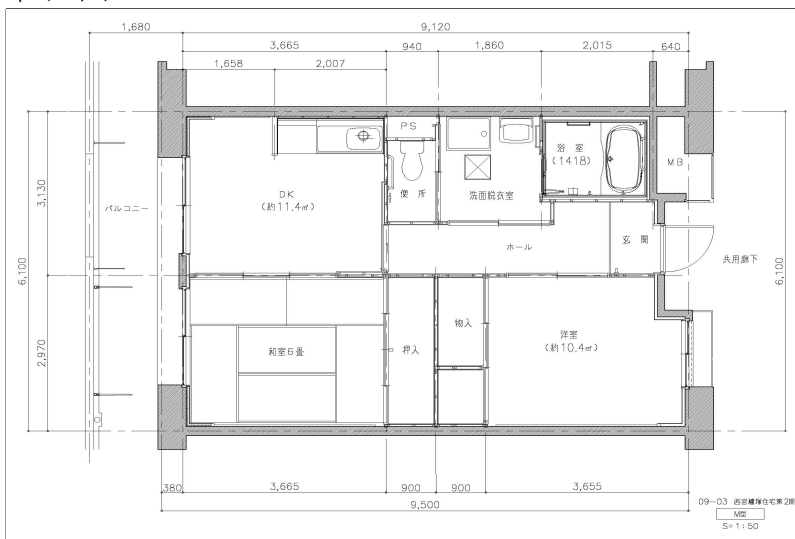 1,680
9,120
3,665
940
1,860
2,015
640
1,658
2,007
PS
浴室
(1418)
MB
DK
(約11.4㎡)
便所
洗面脱衣室
バルコニー
ホール
玄関
共用廊下
3,130
6,100
2,970
6,100
和室6畳
押入
物入
洋室
(約10.4㎡)
380
3,665
900
900
3,655
9,500
09-03 西宮 塚住宅第2期
M型
S=1:50